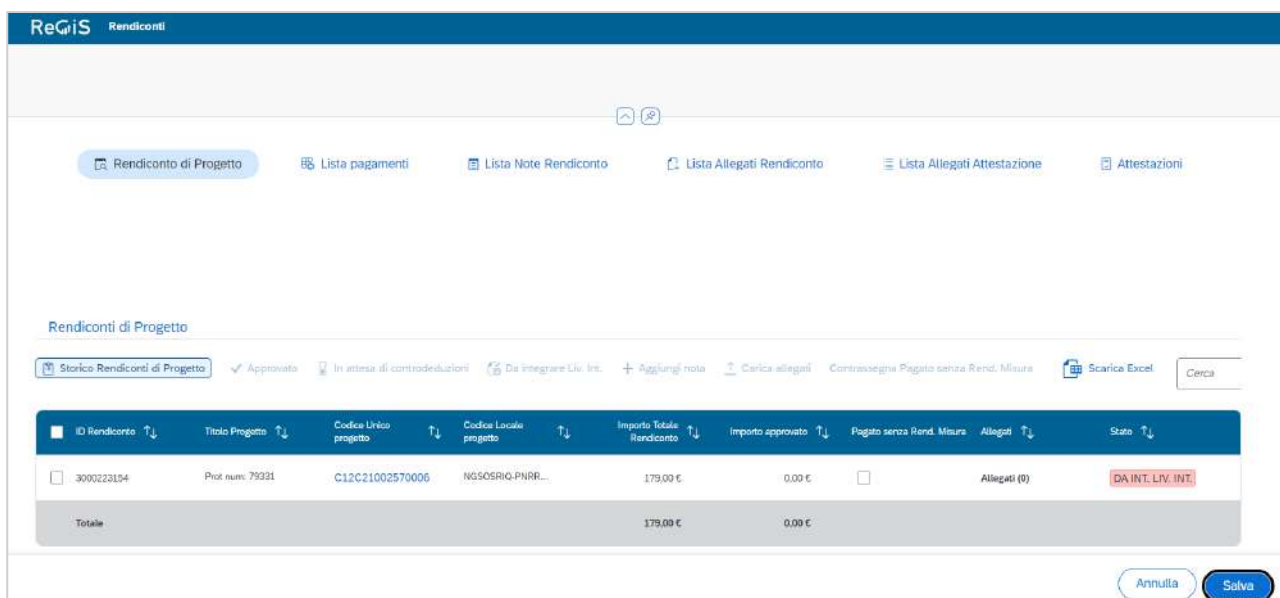 ReGiS Rendiconti
Rendiconto di Progetto Lista pagamenti Lista Note Rendiconto Lista Allegati Rendiconto Lista Allegati Attestazione Attestazioni
Rendiconti di Progetto
Storico Rendiconti di Progetto Approvato In attesa di controdeduzioni Da integrare Liv. Int. Aggiungi nota Carica allegati Contrassegna Pagato senza Rend. Misura Scarica Excel Cerca
ID Rendiconto Titolo Progetto Codice Unico progetto Codice Locale progetto Importo Totale Rendiconto Importo approvato Pagato senza Rend. Misura Allegati Stato
3000223154 Prot num: 79331 C12C21002570006 NGSOSRIQ-PNRR... 179,00 € 0,00 € Allegati (0) DA INT. LIV. INT.
Totale 179,00 € 0,00 €
Annulla Salva